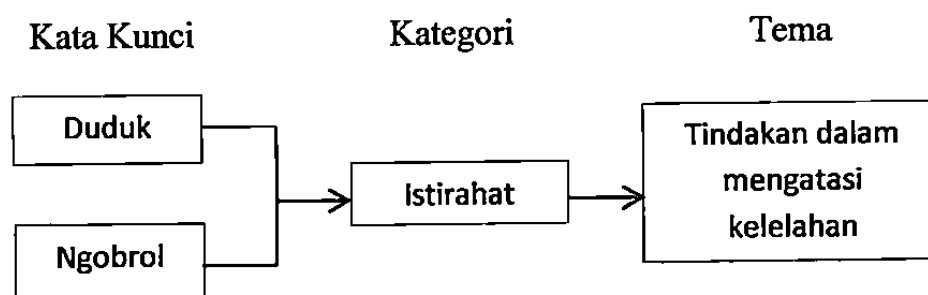 Kata Kunci
Kategori
Tema
Duduk
Ngobrol
Istirahat
Tindakan dalam
mengatasi
kelelahan